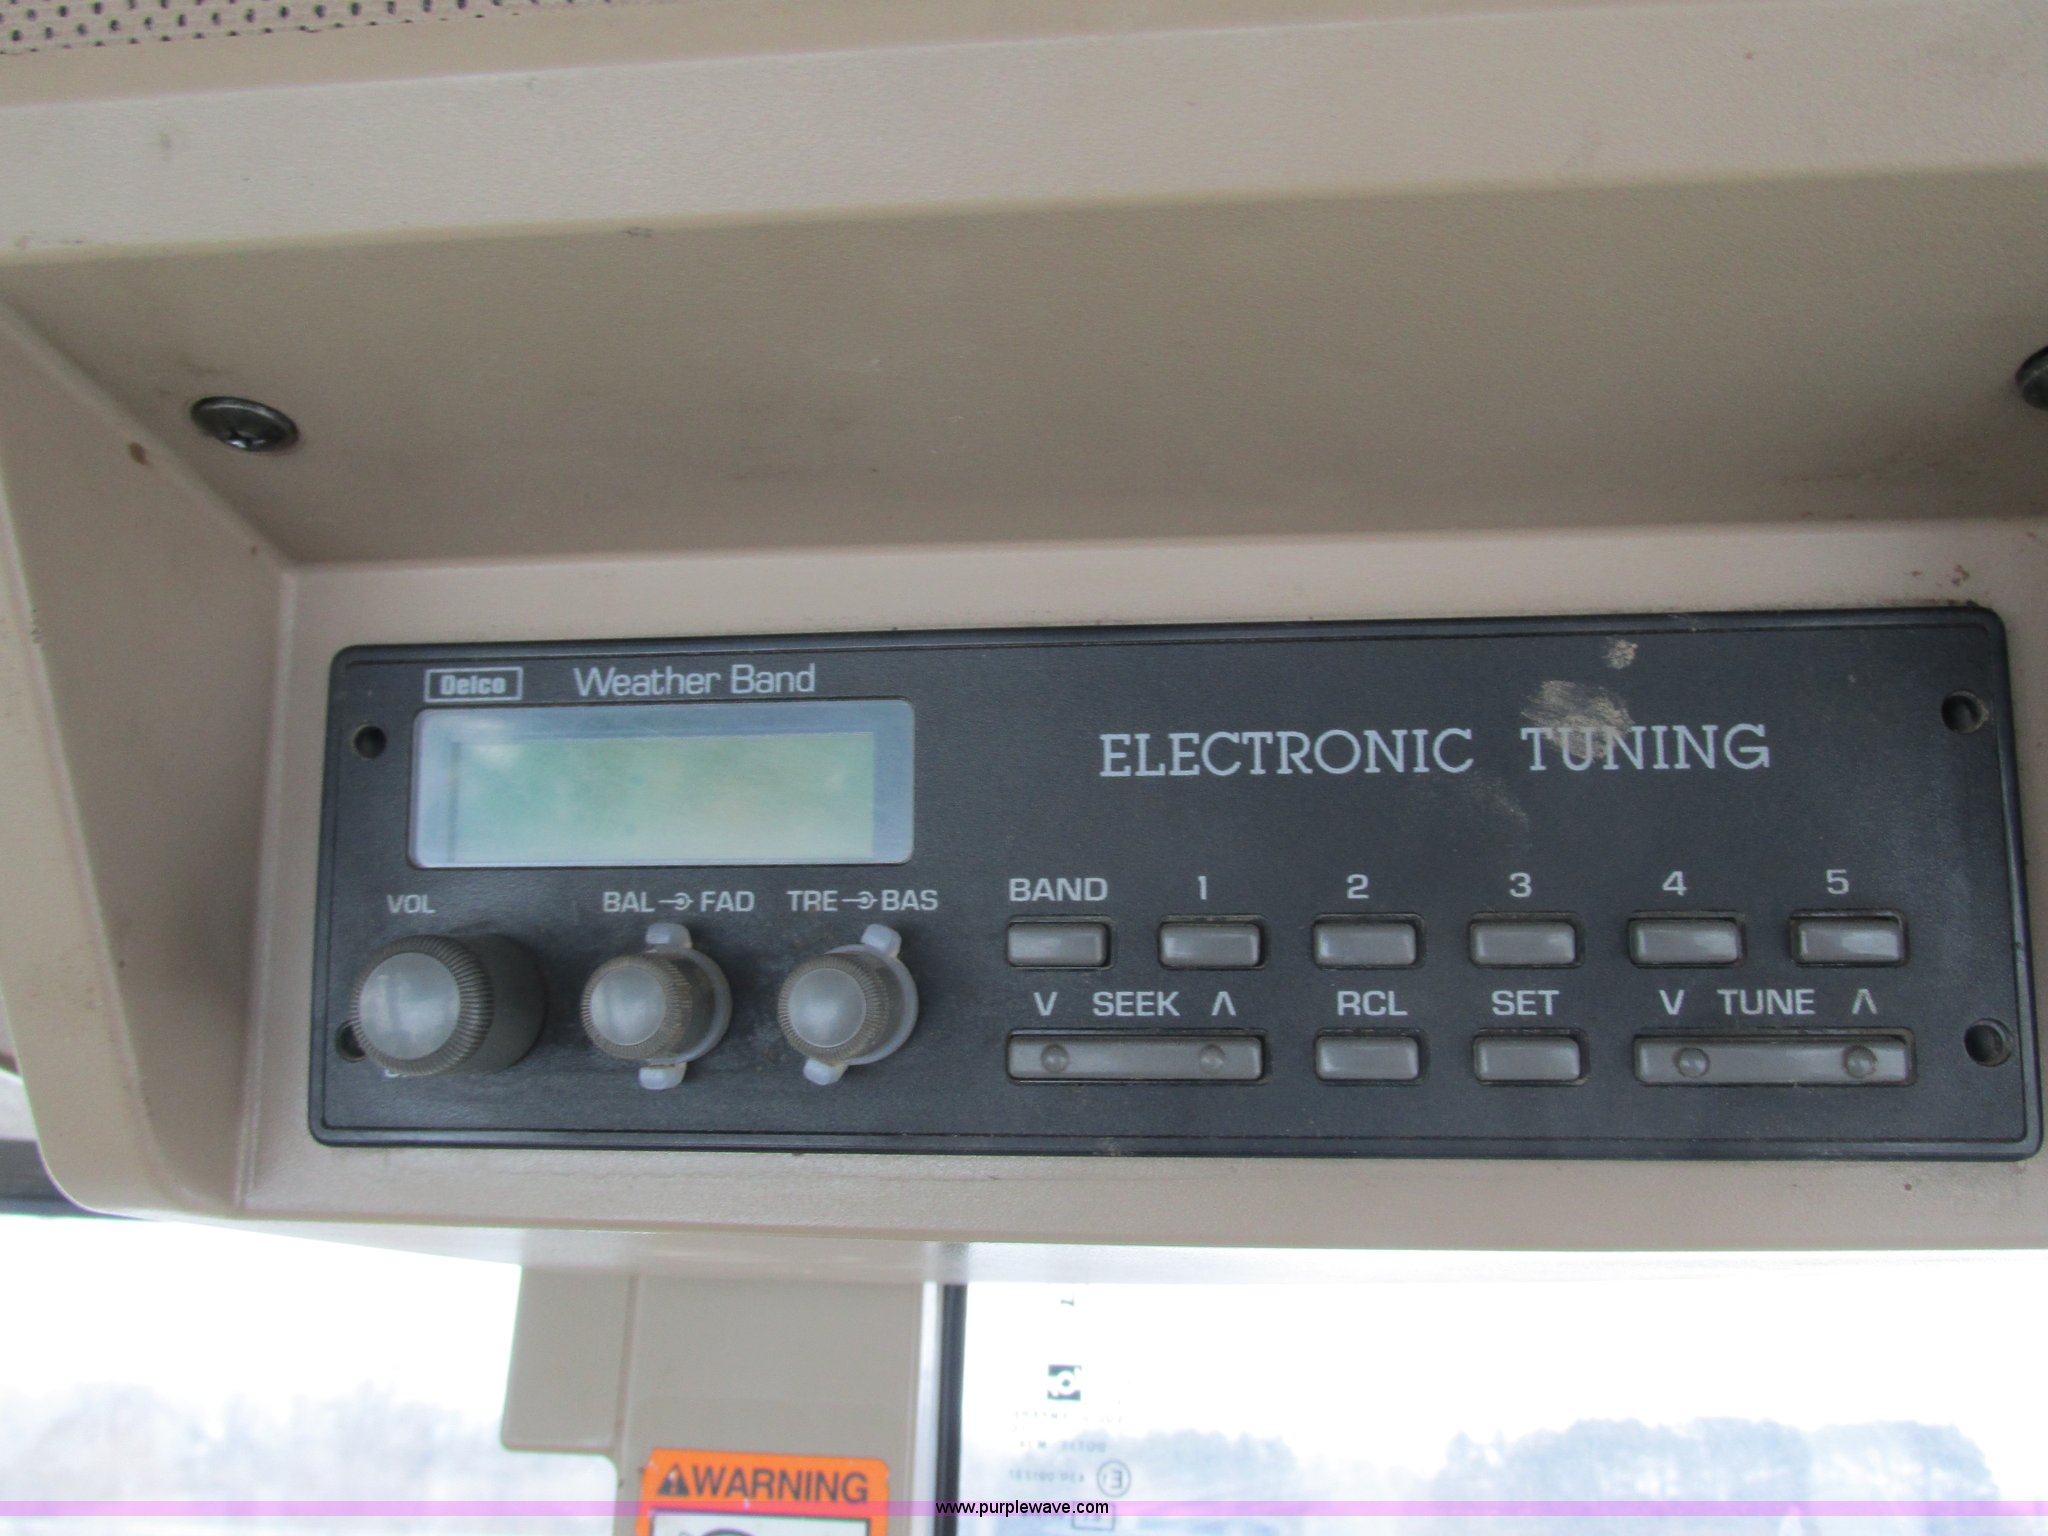 Delco Weather Band
ELECTRONIC TUNING
VOL BAL FAD TRE BAS
BAND 1 2 3 4 5
V SEEK Λ RCL SET V TUNE Λ
WARNING
www.purplewave.com